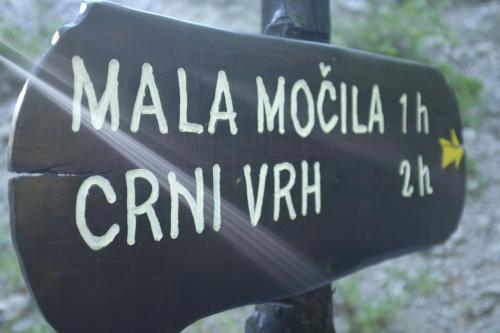 MALA MOČILA 1h
CRNI VRH 2h